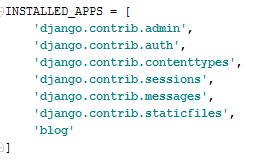 INSTALLED_APPS = [
    'django.contrib.admin',
    'django.contrib.auth',
    'django.contrib.contenttypes',
    'django.contrib.sessions',
    'django.contrib.messages',
    'django.contrib.staticfiles',
    'blog'
]